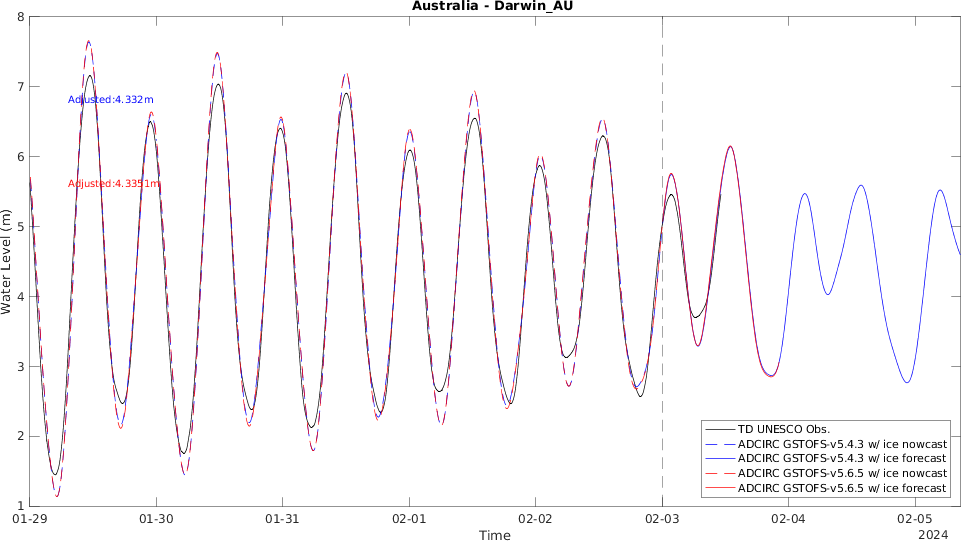 Australia - Darwin_AU
8
7
6
5
4
3
2
1
Water Level (m)
Adjusted:4.332m
Adjusted:4.3351m
TD UNESCO Obs.
ADCIRC GSTOFS-v5.4.3 w/ ice nowcast
ADCIRC GSTOFS-v5.4.3 w/ ice forecast
ADCIRC GSTOFS-v5.6.5 w/ ice nowcast
ADCIRC GSTOFS-v5.6.5 w/ ice forecast
01-29 01-30 01-31 02-01 02-02 02-03 02-04 02-05
Time
2024